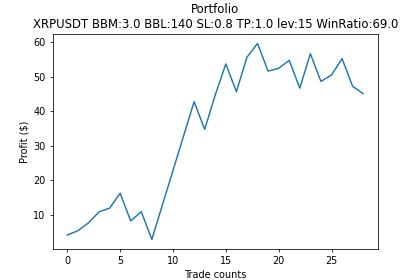 Portfolio
XRPUSDT BBM:3.0 BBL:140 SL:0.8 TP:1.0 lev:15 WinRatio:69.0
60
50
40
30
20
10
Profit ($)
0 5 10 15 20 25
Trade counts